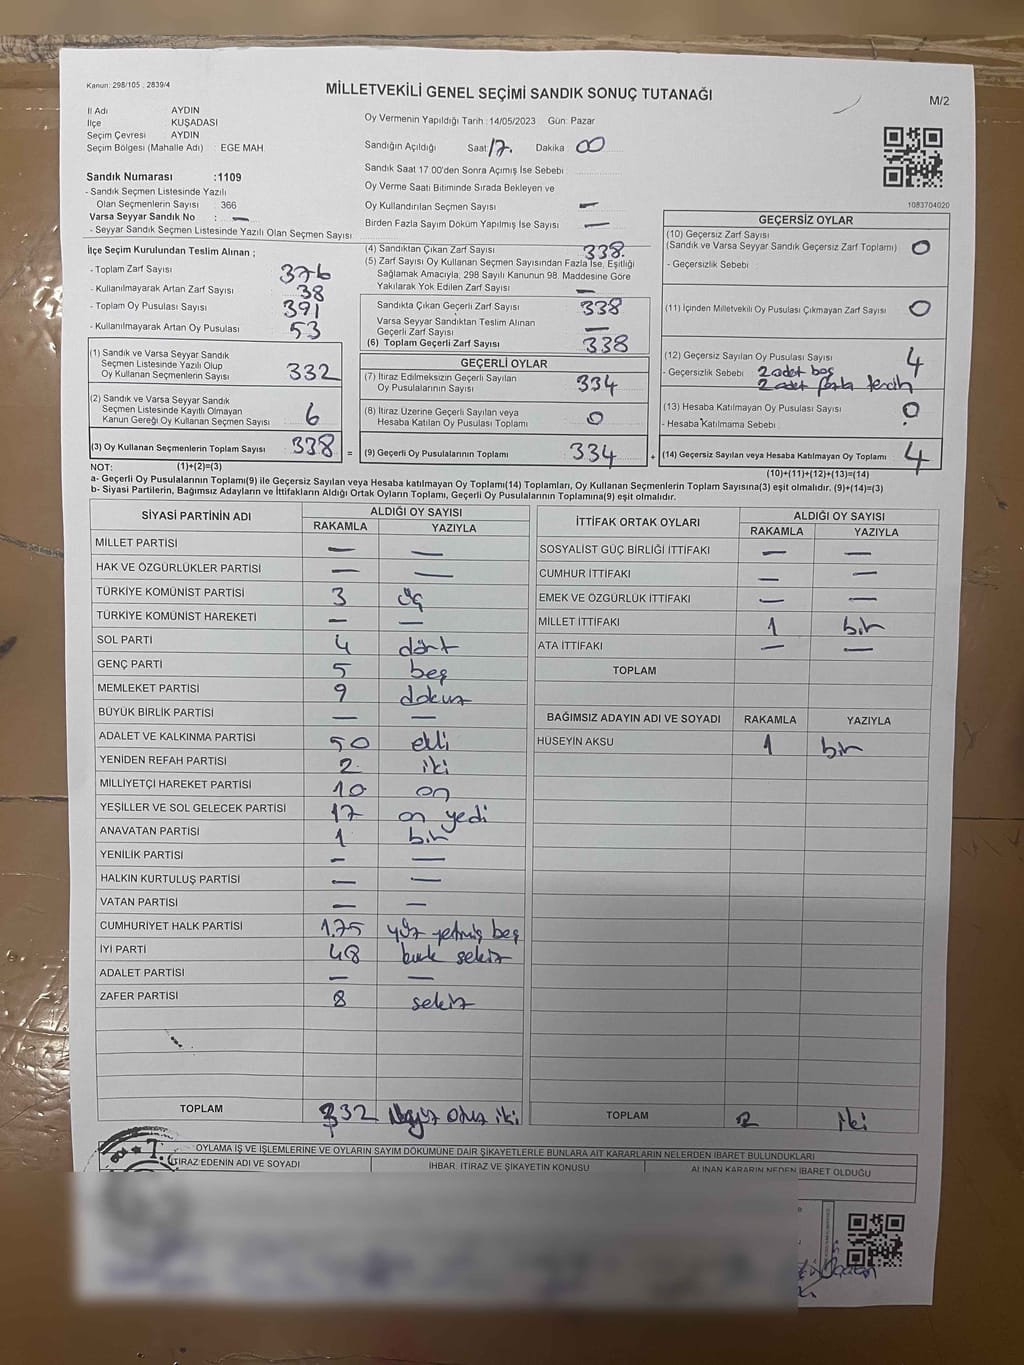 Kanun: 298/105 , 2839/4
MİLLETVEKİLİ GENEL SEÇİMİ SANDIK SONUÇ TUTANAĞI
M/2
İl Adı AYDIN
İlçe KUŞADASI
Seçim Çevresi AYDIN
Seçim Bölgesi (Mahalle Adı) : EGE MAH
Sandık Numarası :1109
- Sandık Seçmen Listesinde Yazılı
Olan Seçmenlerin Sayısı : 366
Varsa Seyyar Sandık No : —
- Seyyar Sandık Seçmen Listesinde Yazılı Olan Seçmen Sayısı
Oy Vermenin Yapıldığı Tarih : 14/05/2023 Gün: Pazar
Sandığın Açıldığı Saat 17. Dakika 00
Sandık Saat 17.00'den Sonra Açımış İse Sebebi
Oy Verme Saati Bitiminde Sırada Bekleyen ve
Oy Kullandırılan Seçmen Sayısı —
Birden Fazla Sayım Döküm Yapılmış İse Sayısı —
1083704020
İlçe Seçim Kurulundan Teslim Alınan ;
- Toplam Zarf Sayısı 376
- Kullanılmayarak Artan Zarf Sayısı 38
- Toplam Oy Pusulası Sayısı 391
- Kullanılmayarak Artan Oy Pusulası 53
(4) Sandıktan Çıkan Zarf Sayısı 338.
(5) Zarf Sayısı Oy Kullanan Seçmen Sayısından Fazla İse, Eşitliği
Sağlamak Amacıyla, 298 Sayılı Kanunun 98. Maddesine Göre
Yakılarak Yok Edilen Zarf Sayısı —
Sandıkta Çıkan Geçerli Zarf Sayısı 338
Varsa Seyyar Sandıktan Teslim Alınan
Geçerli Zarf Sayısı —
(6) Toplam Geçerli Zarf Sayısı 338
GEÇERSİZ OYLAR
(10) Geçersiz Zarf Sayısı
(Sandık ve Varsa Seyyar Sandık Geçersiz Zarf Toplamı) 0
- Geçersizlik Sebebi
(11) İçinden Milletvekili Oy Pusulası Çıkmayan Zarf Sayısı 0
(12) Geçersiz Sayılan Oy Pusulası Sayısı 4
- Geçersizlik Sebebi 2 adet boş
2 adet fazla tercih
(13) Hesaba Katılmayan Oy Pusulası Sayısı 0
- Hesaba Katılmama Sebebi
(14) Geçersiz Sayılan veya Hesaba Katılmayan Oy Toplamı 4
(1) Sandık ve Varsa Seyyar Sandık
Seçmen Listesinde Yazılı Olup
Oy Kullanan Seçmenlerin Sayısı 332
(2) Sandık ve Varsa Seyyar Sandık
Seçmen Listesinde Kayıtlı Olmayan
Kanun Gereği Oy Kullanan Seçmen Sayısı 6
(3) Oy Kullanan Seçmenlerin Toplam Sayısı 338 =
GEÇERLİ OYLAR
(7) İtiraz Edilmeksizin Geçerli Sayılan
Oy Pusulalarının Sayısı 334
(8) İtiraz Üzerine Geçerli Sayılan veya
Hesaba Katılan Oy Pusulası Toplamı 0
(9) Geçerli Oy Pusulalarının Toplamı 334 +
NOT: (1)+(2)=(3)
(10)+(11)+(12)+(13)=(14)
a- Geçerli Oy Pusulalarının Toplamı(9) ile Geçersiz Sayılan veya Hesaba Katılmayan Oy Toplamı(14) Toplamları, Oy Kullanan Seçmenlerin Toplam Sayısına(3) eşit olmalıdır. (9)+(14)=(3)
b- Siyasi Partilerin, Bağımsız Adayların ve İttifakların Aldığı Ortak Oyların Toplamı, Geçerli Oy Pusulalarının Toplamına(9) eşit olmalıdır.
SİYASİ PARTİNİN ADI ALDIĞI OY SAYISI
RAKAMLA YAZIYLA
MİLLET PARTİSİ — —
HAK VE ÖZGÜRLÜKLER PARTİSİ — —
TÜRKİYE KOMÜNİST PARTİSİ 3 üç
TÜRKİYE KOMÜNİST HAREKETİ — —
SOL PARTİ 4 dört
GENÇ PARTİ 5 beş
MEMLEKET PARTİSİ 9 dokuz
BÜYÜK BİRLİK PARTİSİ — —
ADALET VE KALKINMA PARTİSİ 50 elli
YENİDEN REFAH PARTİSİ 2. iki
MİLLİYETÇİ HAREKET PARTİSİ 10 on
YEŞİLLER VE SOL GELECEK PARTİSİ 17 on yedi
ANAVATAN PARTİSİ 1 bir
YENİLİK PARTİSİ — —
HALKIN KURTULUŞ PARTİSİ — —
VATAN PARTİSİ — —
CUMHURİYET HALK PARTİSİ 175 yüz yetmiş beş
İYİ PARTİ 48 kırk sekiz
ADALET PARTİSİ — —
ZAFER PARTİSİ 8 sekiz
TOPLAM 332 üçyüz otuz iki
İTTİFAK ORTAK OYLARI ALDIĞI OY SAYISI
RAKAMLA YAZIYLA
SOSYALİST GÜÇ BİRLİĞİ İTTİFAKI — —
CUMHUR İTTİFAKI — —
EMEK VE ÖZGÜRLÜK İTTİFAKI — —
MİLLET İTTİFAKI 1 bir
ATA İTTİFAKI — —
TOPLAM
BAĞIMSIZ ADAYIN ADI VE SOYADI RAKAMLA YAZIYLA
HÜSEYİN AKSU 1 bir
TOPLAM 2 iki
OYLAMA İŞ VE İŞLEMLERİNE VE OYLARIN SAYIM DÖKÜMÜNE DAİR ŞİKAYETLERLE BUNLARA AİT KARARLARIN NELERDEN İBARET BULUNDUKLARI
İTİRAZ EDENİN ADI VE SOYADI İHBAR, İTİRAZ VE ŞİKAYETİN KONUSU ALINAN KARARIN NEDEN İBARET OLDUĞU